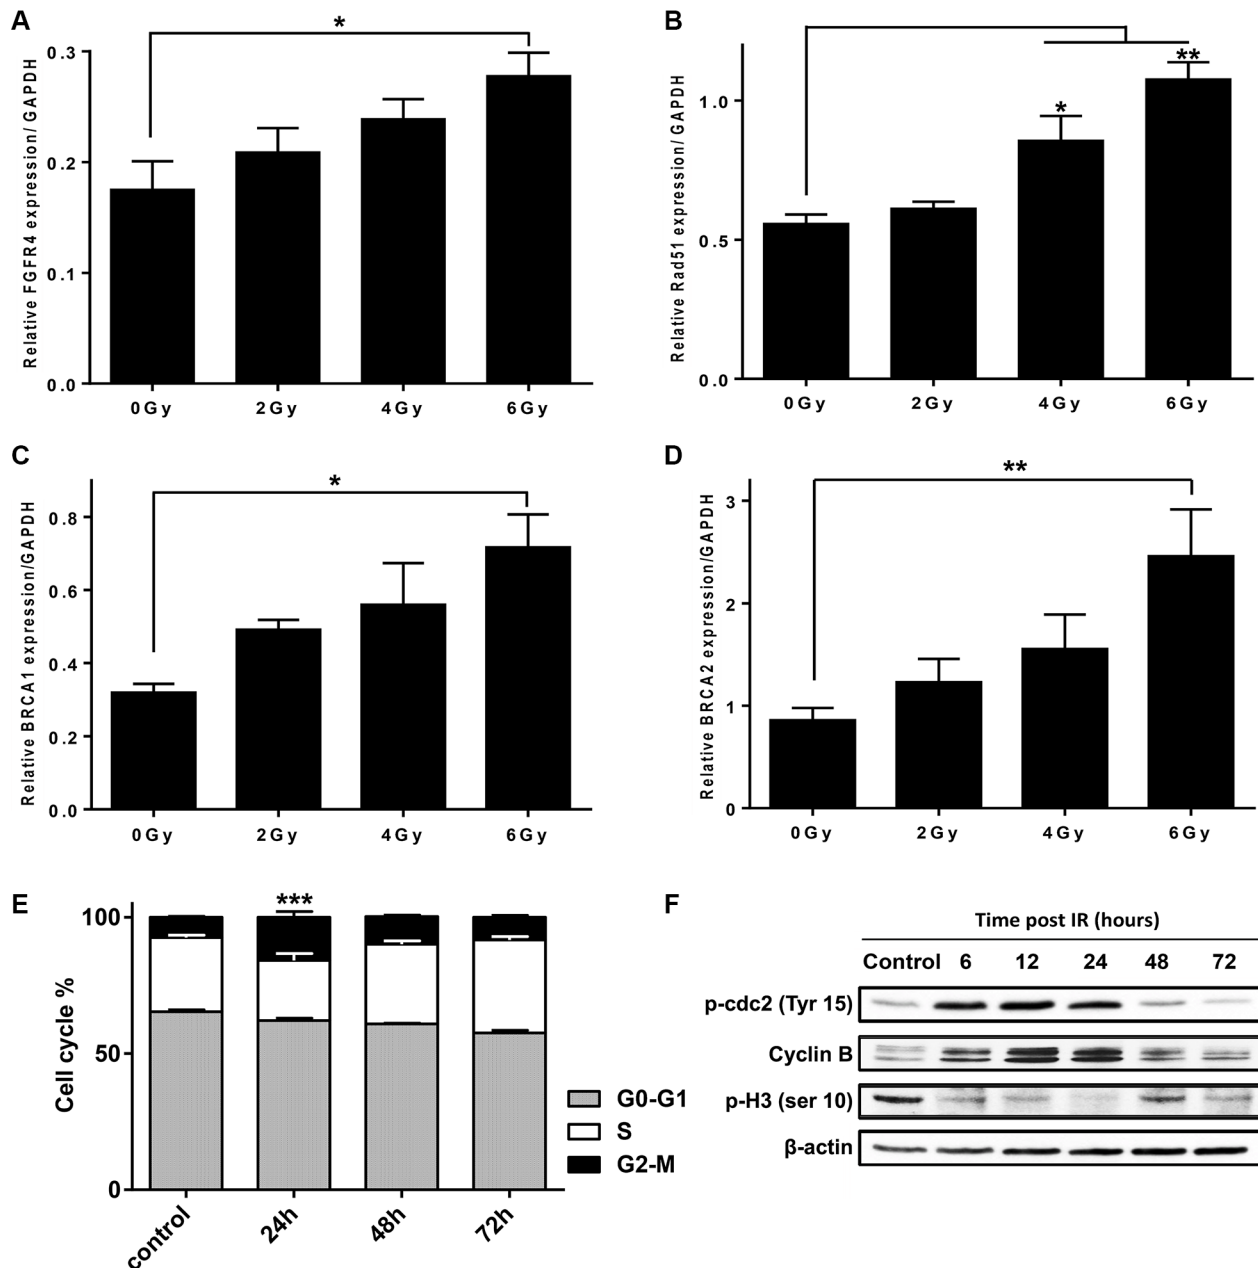 A
*
Relative FGFR4 expression/ GAPDH
0.3
0.2
0.1
0.0
0 Gy 2 Gy 4 Gy 6 Gy
B
**
*
Relative Rad51 expression/ GAPDH
1.0
0.5
0.0
0 Gy 2 Gy 4 Gy 6 Gy
C
*
Relative BRCA1 expression/GAPDH
0.8
0.6
0.4
0.2
0.0
0 Gy 2 Gy 4 Gy 6 Gy
D
**
Relative BRCA2 expression/GAPDH
3
2
1
0
0 Gy 2 Gy 4 Gy 6 Gy
E
***
Cell cycle %
100
50
0
control 24h 48h 72h
G0-G1
S
G2-M
F
Time post IR (hours)
Control 6 12 24 48 72
p-cdc2 (Tyr 15)
Cyclin B
p-H3 (ser 10)
β-actin